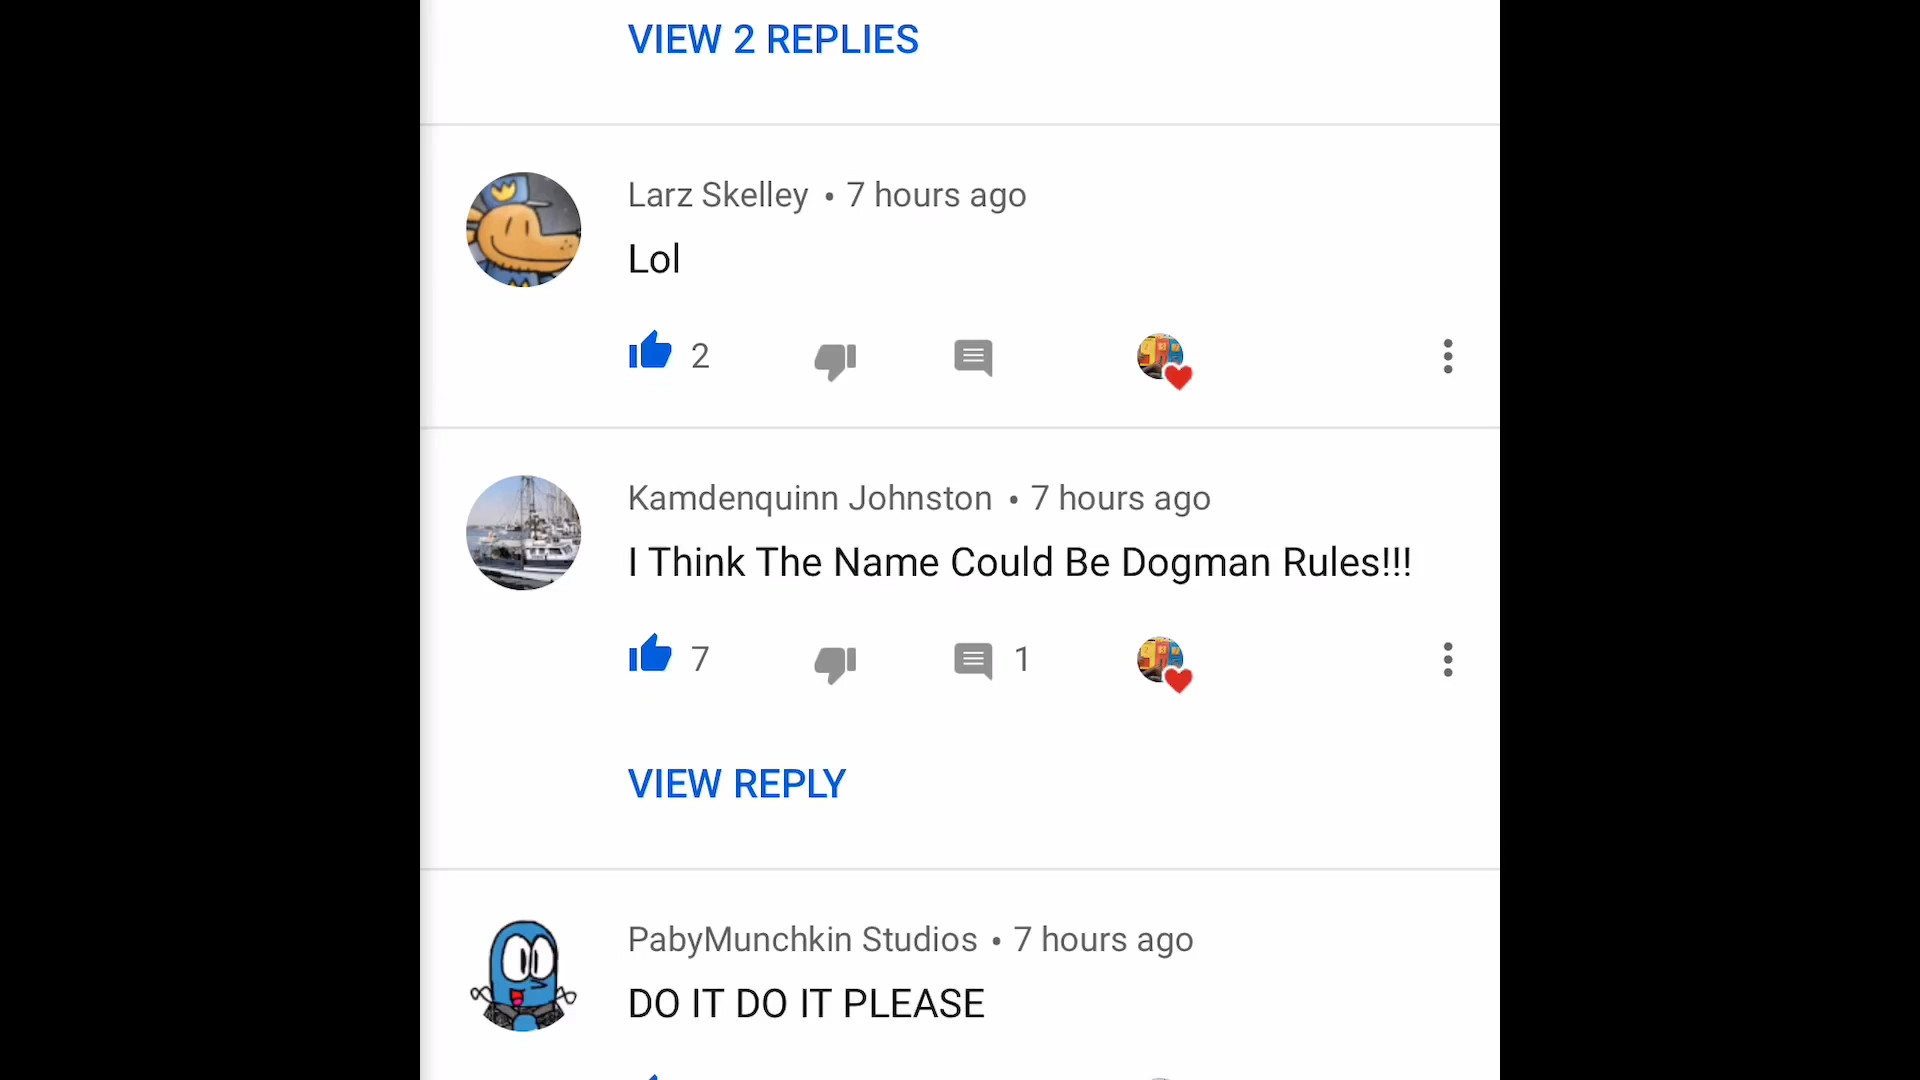 VIEW 2 REPLIES
Larz Skelley • 7 hours ago
Lol
2
Kamdenquinn Johnston • 7 hours ago
I Think The Name Could Be Dogman Rules!!!
7 1
VIEW REPLY
PabyMunchkin Studios • 7 hours ago
DO IT DO IT PLEASE